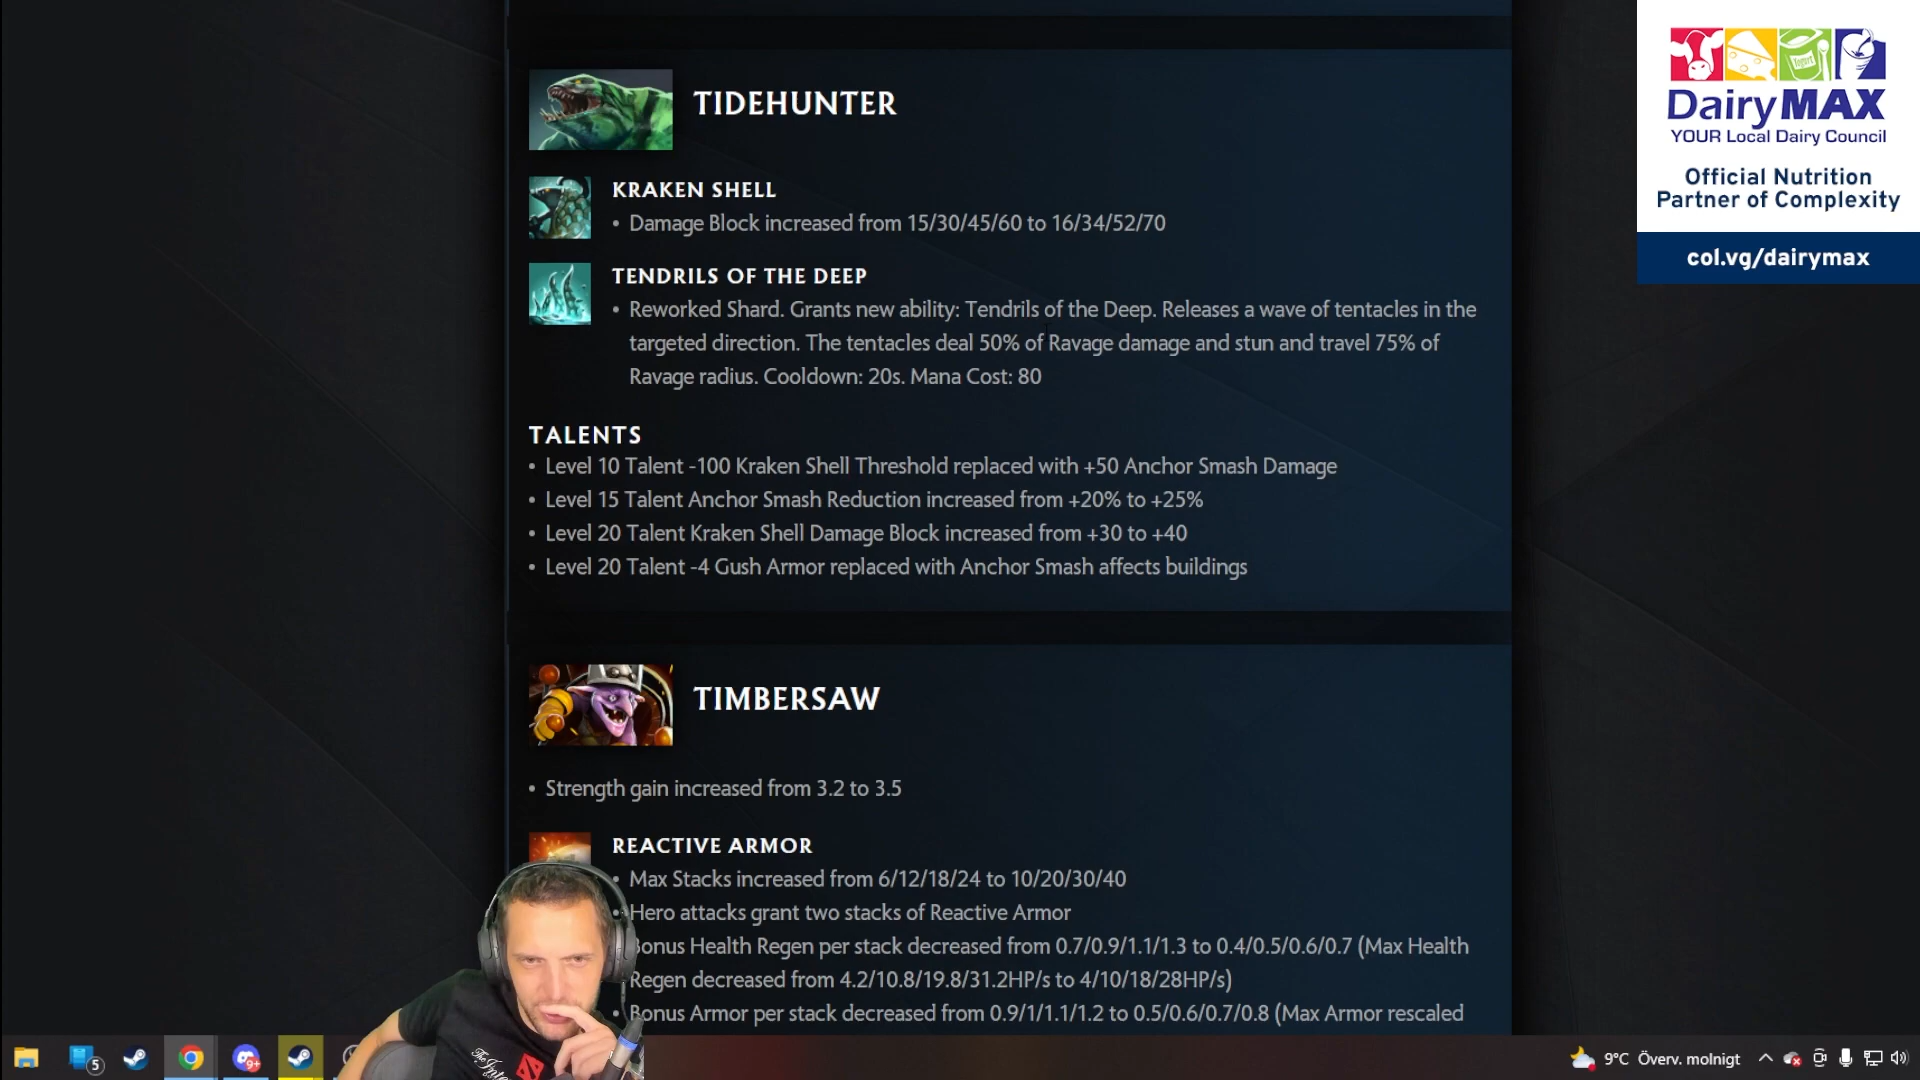 TIDEHUNTER
KRAKEN SHELL
• Damage Block increased from 15/30/45/60 to 16/34/52/70
TENDRILS OF THE DEEP
• Reworked Shard. Grants new ability: Tendrils of the Deep. Releases a wave of tentacles in the
targeted direction. The tentacles deal 50% of Ravage damage and stun and travel 75% of
Ravage radius. Cooldown: 20s. Mana Cost: 80
TALENTS
• Level 10 Talent -100 Kraken Shell Threshold replaced with +50 Anchor Smash Damage
• Level 15 Talent Anchor Smash Reduction increased from +20% to +25%
• Level 20 Talent Kraken Shell Damage Block increased from +30 to +40
• Level 20 Talent -4 Gush Armor replaced with Anchor Smash affects buildings
TIMBERSAW
• Strength gain increased from 3.2 to 3.5
REACTIVE ARMOR
• Max Stacks increased from 6/12/18/24 to 10/20/30/40
• Hero attacks grant two stacks of Reactive Armor
• Bonus Health Regen per stack decreased from 0.7/0.9/1.1/1.3 to 0.4/0.5/0.6/0.7 (Max Health
Regen decreased from 4.2/10.8/19.8/31.2HP/s to 4/10/18/28HP/s)
• Bonus Armor per stack decreased from 0.9/1/1.1/1.2 to 0.5/0.6/0.7/0.8 (Max Armor rescaled
Yogurt
DairyMAX
YOUR Local Dairy Council
Official Nutrition
Partner of Complexity
col.vg/dairymax
5
9+
9°C Överv. molnigt